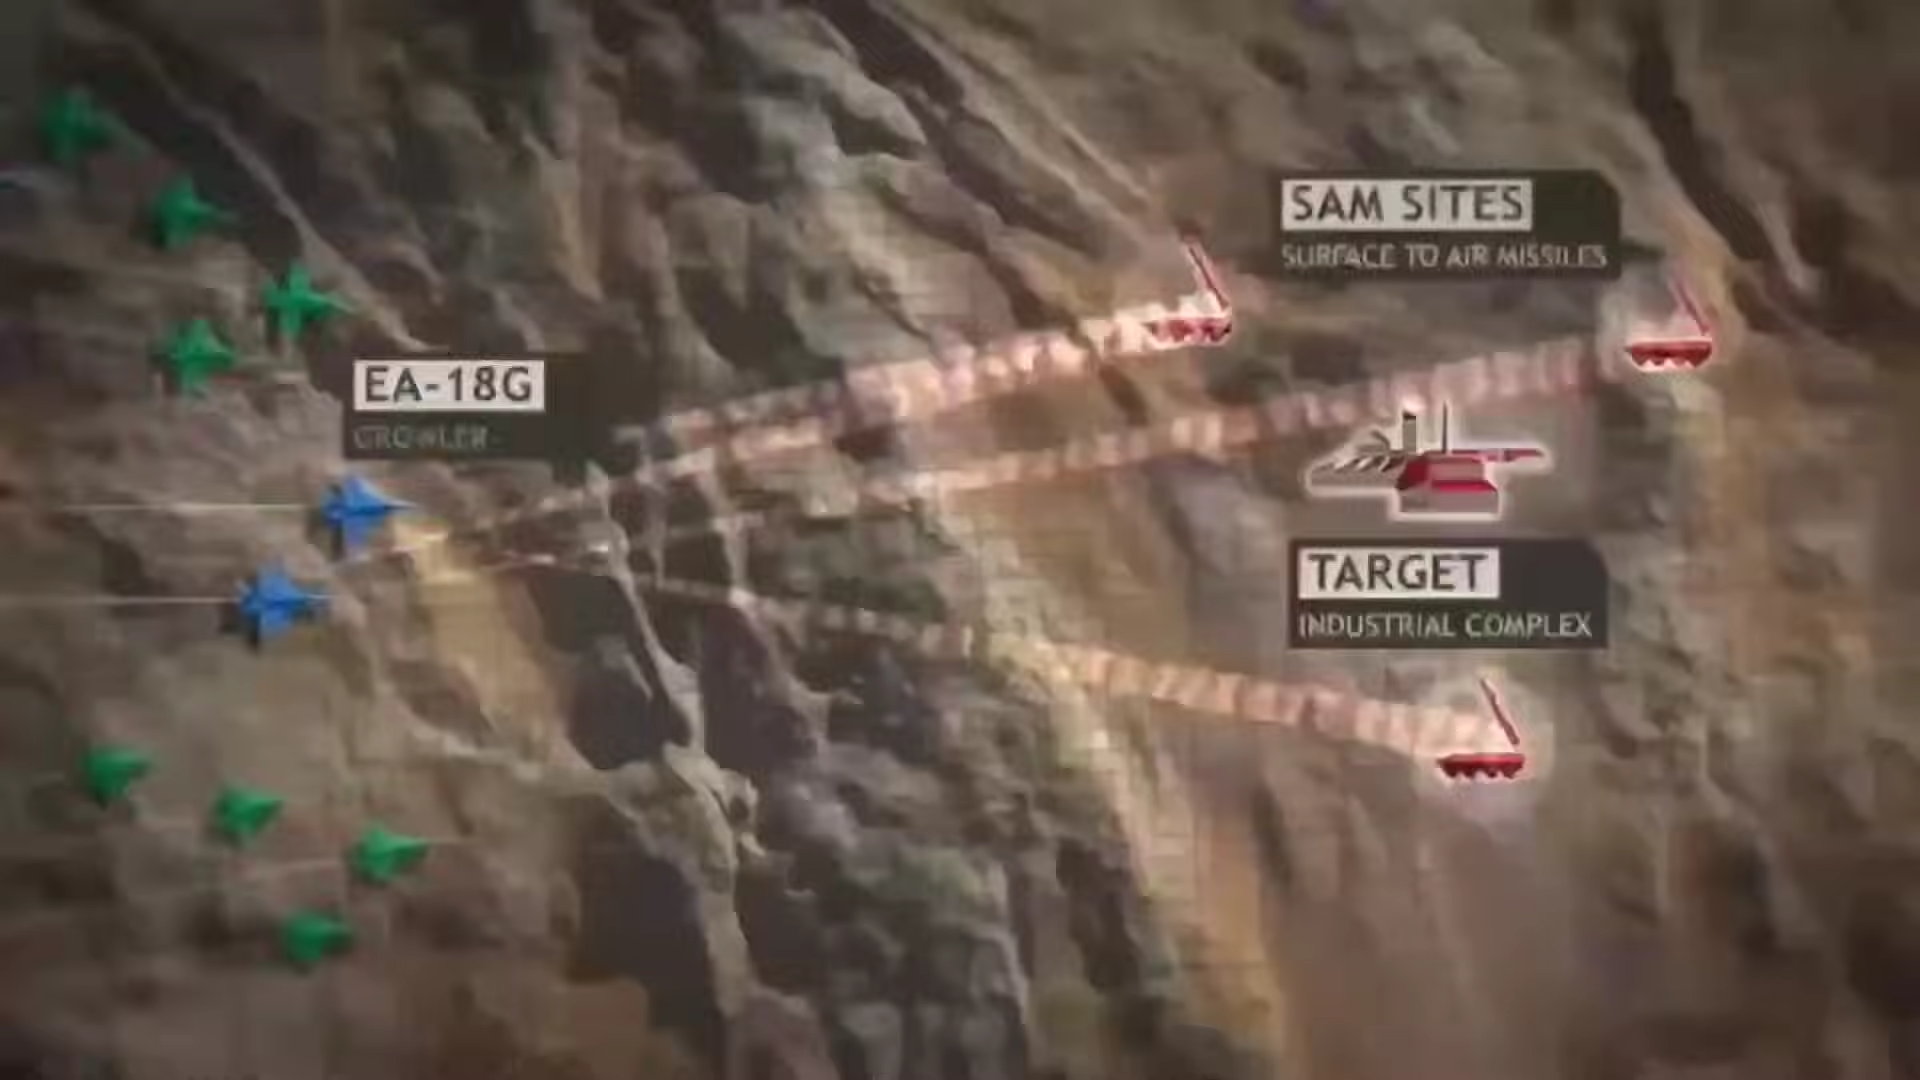 SAM SITES
SURFACE TO AIR MISSILES
EA-18G
GROWLER
TARGET
INDUSTRIAL COMPLEX